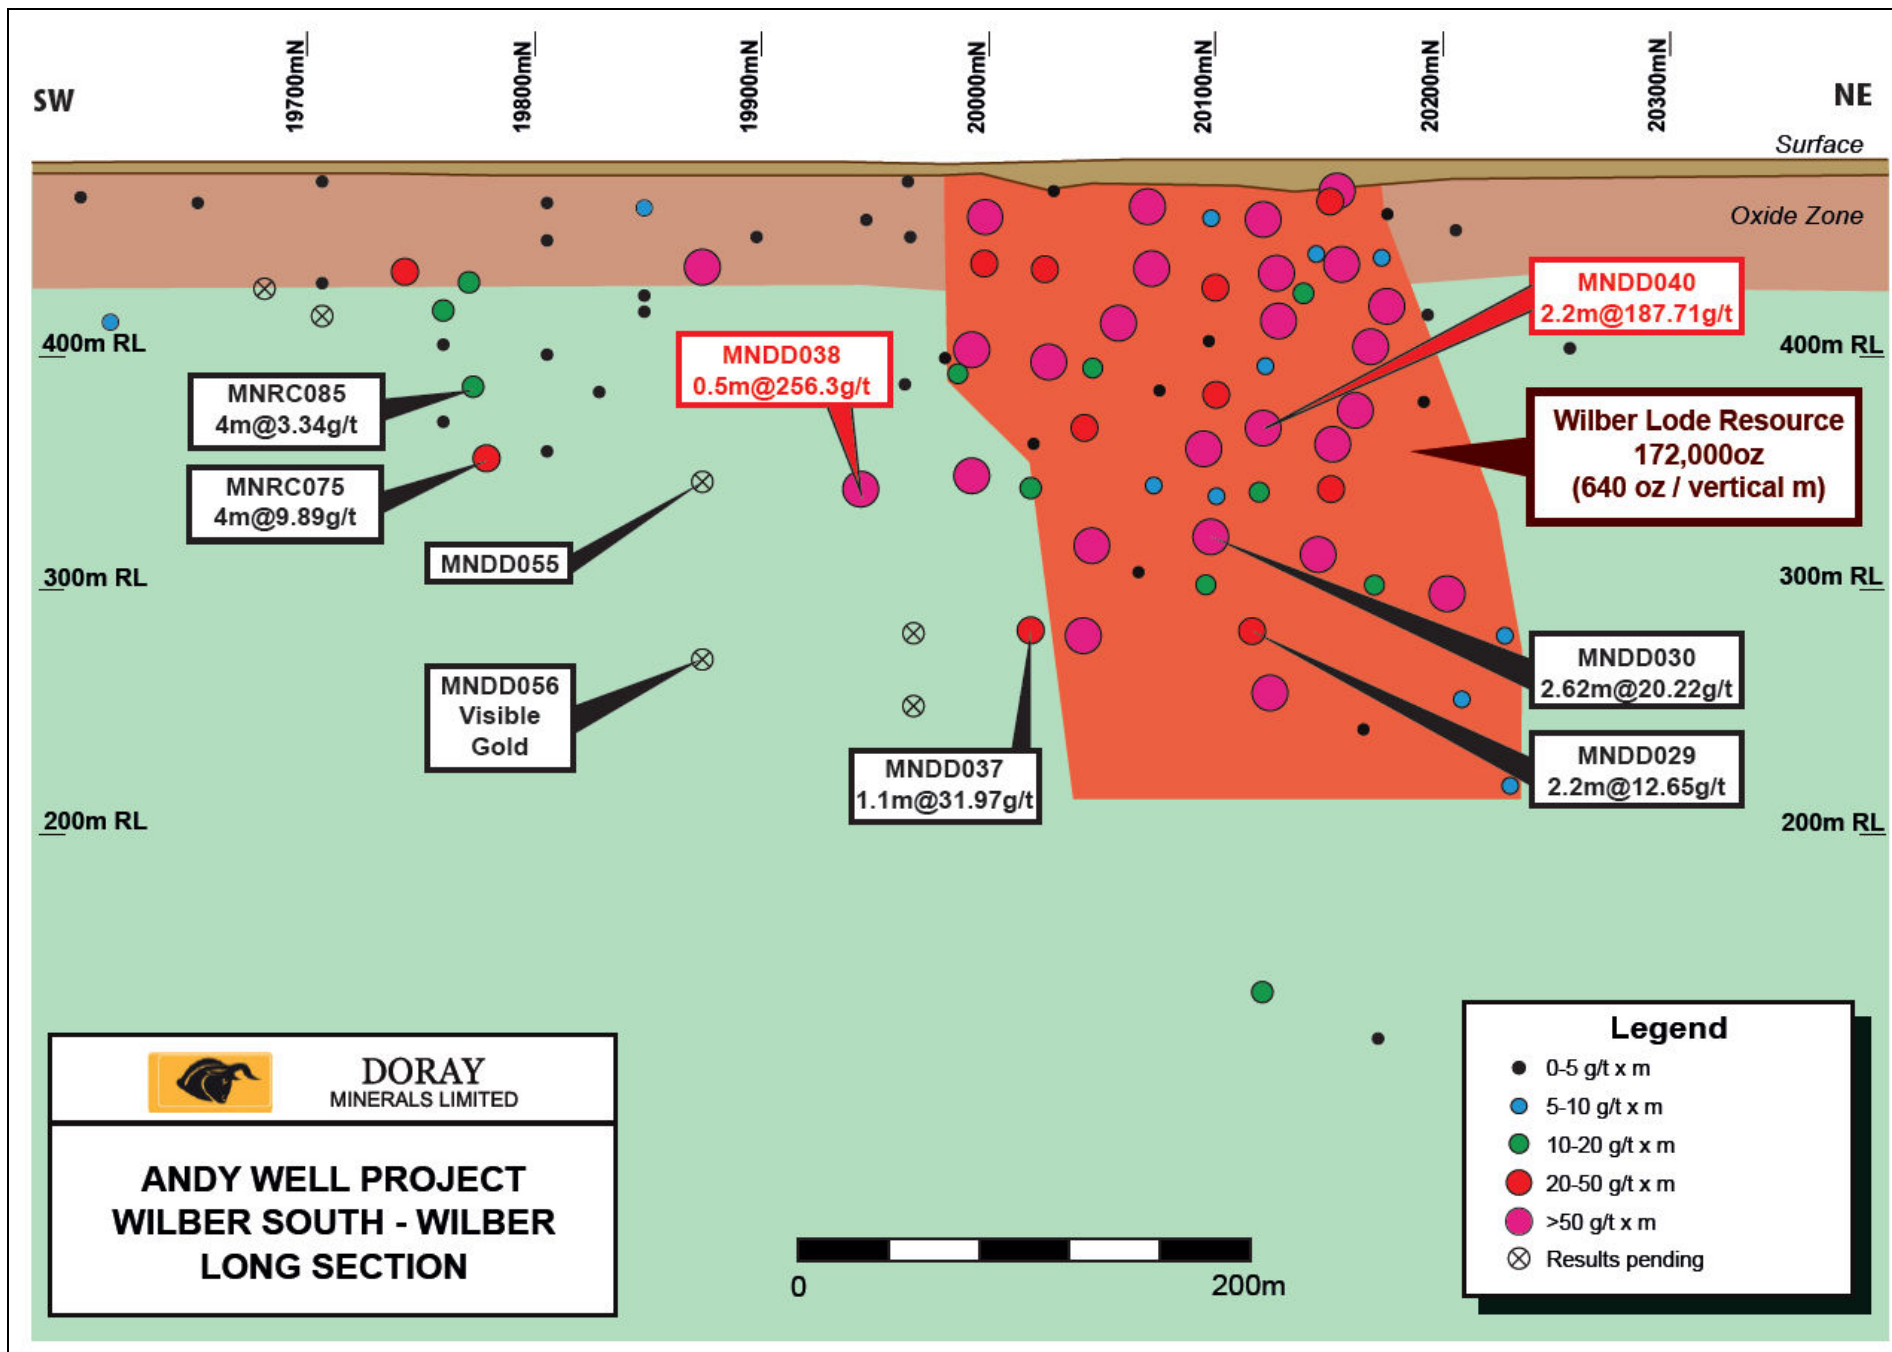 19700mN
19800mN
19900mN
20000mN
20100mN
20200mN
20300mN
SW
NE
Surface
Oxide Zone
400m RL
400m RL
MNDD040
2.2m@187.71g/t
MNDD038
0.5m@256.3g/t
MNRC085
4m@3.34g/t
Wilber Lode Resource
172,000oz
(640 oz / vertical m)
MNRC075
4m@9.89g/t
MNDD055
300m RL
300m RL
MNDD030
2.62m@20.22g/t
MNDD056
Visible
Gold
MNDD037
1.1m@31.97g/t
MNDD029
2.2m@12.65g/t
200m RL
200m RL
DORAY
MINERALS LIMITED
ANDY WELL PROJECT
WILBER SOUTH - WILBER
LONG SECTION
0
200m
Legend
0-5 g/t x m
5-10 g/t x m
10-20 g/t x m
20-50 g/t x m
>50 g/t x m
Results pending